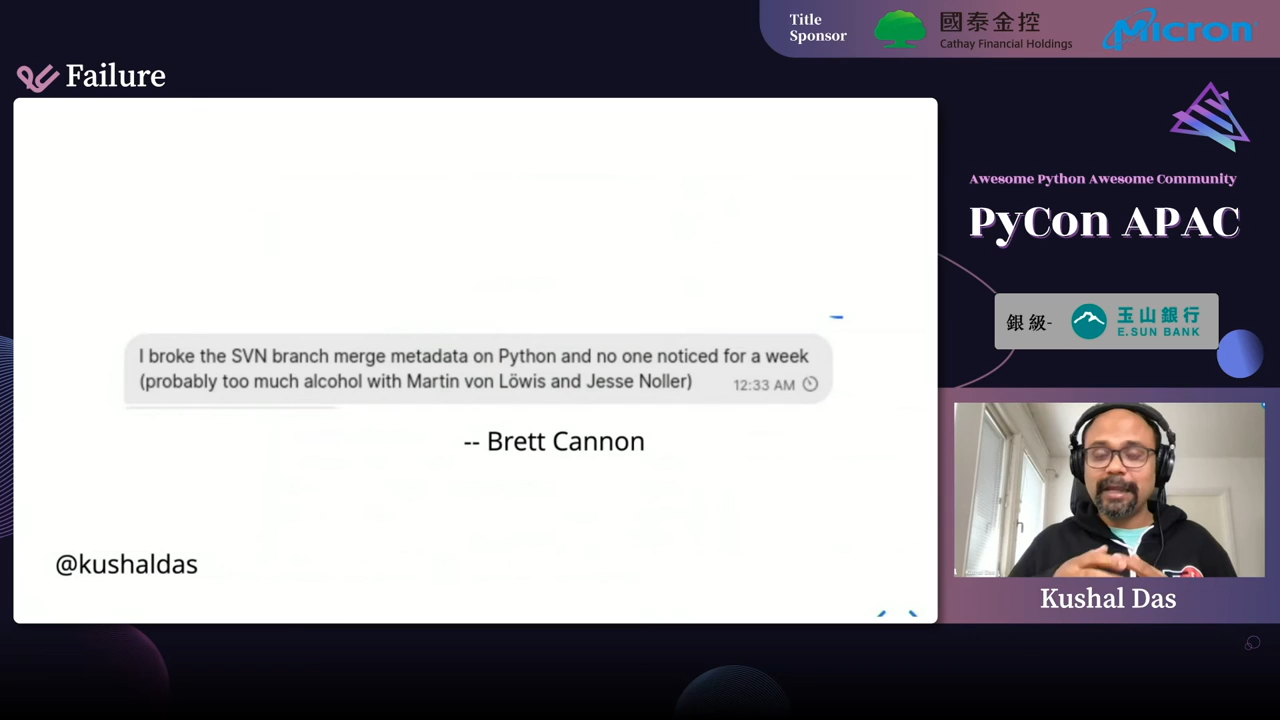 Title
Sponsor
國泰金控
Cathay Financial Holdings
Micron
Failure
Awesome Python Awesome Community
PyCon APAC
銀級-
玉山銀行
E.SUN BANK
I broke the SVN branch merge metadata on Python and no one noticed for a week
(probably too much alcohol with Martin von Löwis and Jesse Noller)
12:33 AM
-- Brett Cannon
@kushaldas
Kushal Das